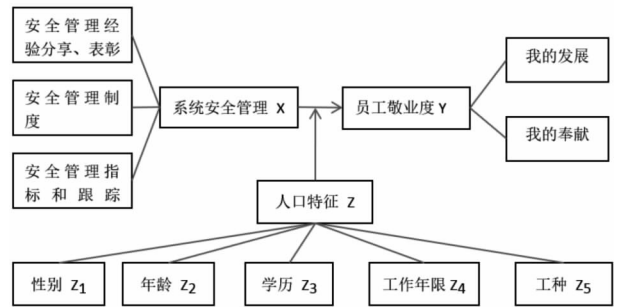 安全管理经
验分享、表彰
安全管理制
度
安全管理指
标和跟踪
系统安全管理 X
员工敬业度 Y
我的发展
我的奉献
人口特征 Z
性别 Z1
年龄 Z2
学历 Z3
工作年限 Z4
工种 Z5